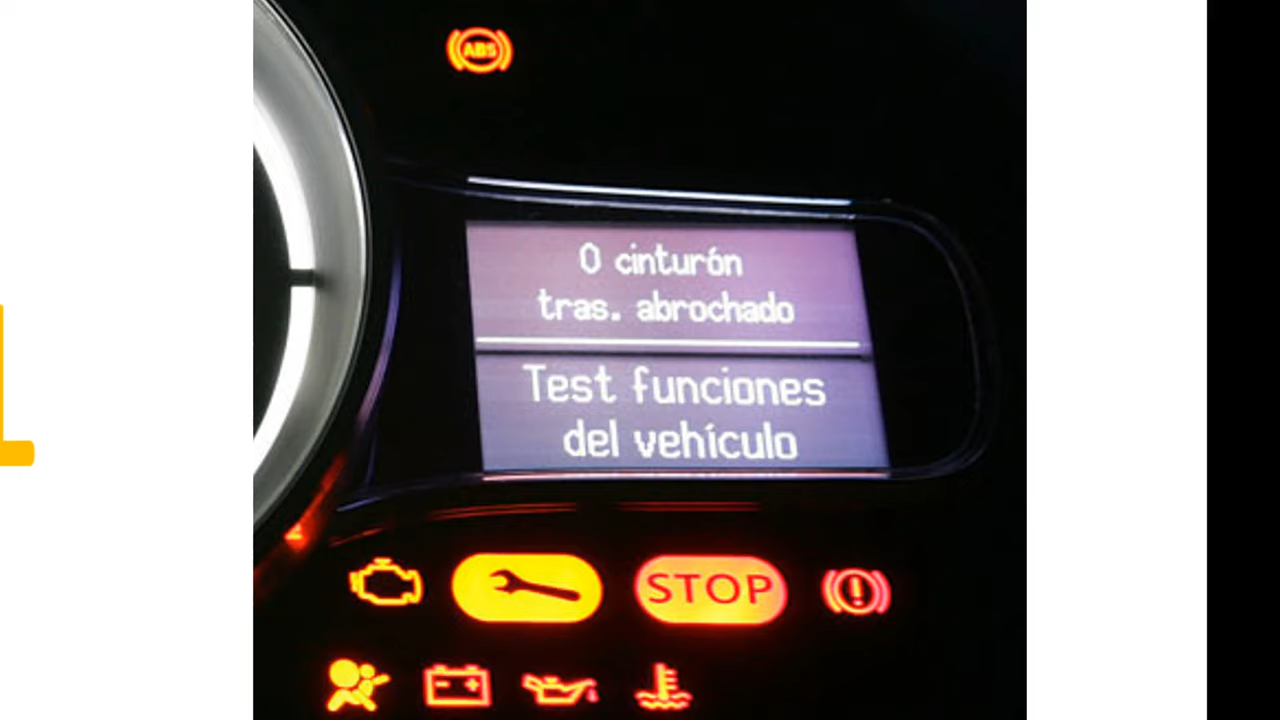 ABS
0 cinturón
tras. abrochado
Test funciones
del vehículo
STOP